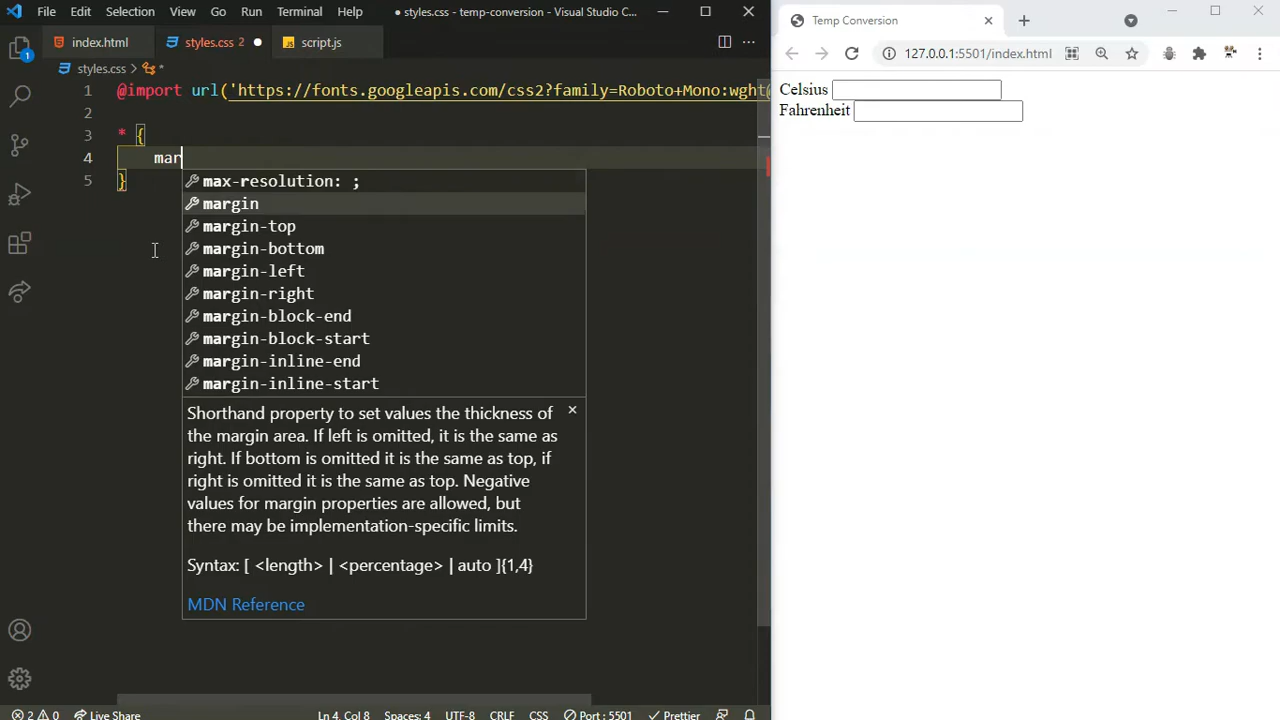 File Edit Selection View Go Run Terminal Help
● styles.css - temp-conversion - Visual Studio C...
index.html
styles.css 2
script.js
styles.css > *
1 @import url('https://fonts.googleapis.com/css2?family=Roboto+Mono:wght@
2
3 * {
4 mar
5 }
max-resolution: ;
margin
margin-top
margin-bottom
margin-left
margin-right
margin-block-end
margin-block-start
margin-inline-end
margin-inline-start
Shorthand property to set values the thickness of
the margin area. If left is omitted, it is the same as
right. If bottom is omitted it is the same as top, if
right is omitted it is the same as top. Negative
values for margin properties are allowed, but
there may be implementation-specific limits.
Syntax: [ <length> | <percentage> | auto ]{1,4}
MDN Reference
1
2 0 Live Share Ln 4, Col 8 Spaces: 4 UTF-8 CRLF CSS Port : 5501 Prettier
Temp Conversion
127.0.0.1:5501/index.html
Celsius
Fahrenheit